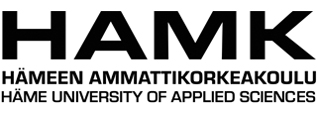 HAMK
HÄMEEN AMMATTIKORKEAKOULU
HÄME UNIVERSITY OF APPLIED SCIENCES